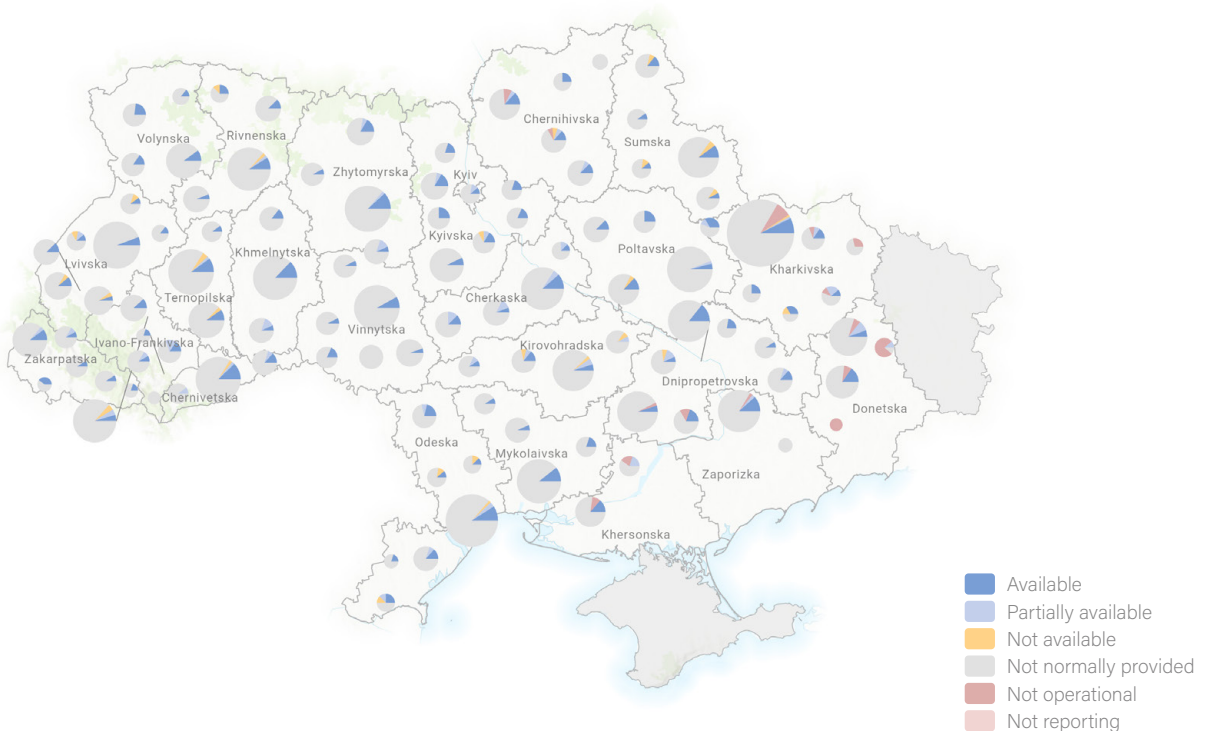 Chernihivska
Volynska
Rivnenska
Sumska
Zhytomyrska
Kyiv
Kyivska
Poltavska
Lvivska
Khmelnytska
Kharkivska
Ternopilska
Cherkaska
Vinnytska
Ivano-Frankivska
Kirovohradska
Zakarpatska
Dnipropetrovska
Chernivetska
Donetska
Odeska
Mykolaivska
Zaporizka
Khersonska
Available
Partially available
Not available
Not normally provided
Not operational
Not reporting